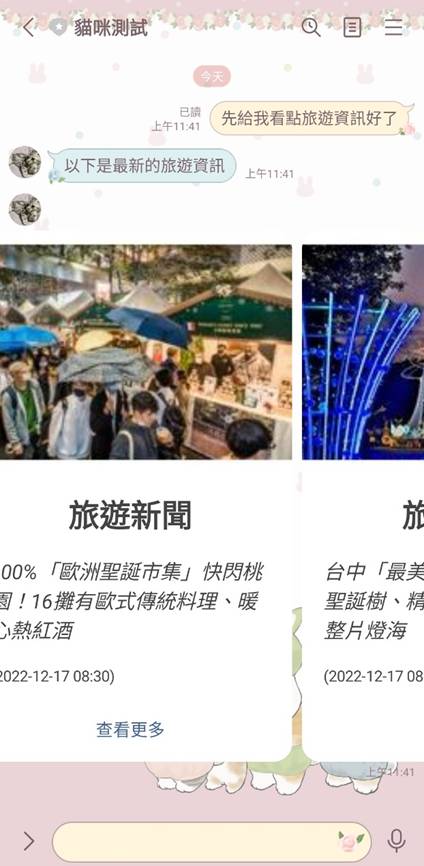 貓咪測試
今天
已讀
上午11:41
先給我看點旅遊資訊好了
以下是最新的旅遊資訊
上午11:41
旅遊新聞
00%「歐洲聖誕市集」快閃桃
園！16攤有歐式傳統料理、暖
心熱紅酒
2022-12-17 08:30)
查看更多
旅
台中「最美
聖誕樹、精
整片燈海
(2022-12-17 08
上午11:41